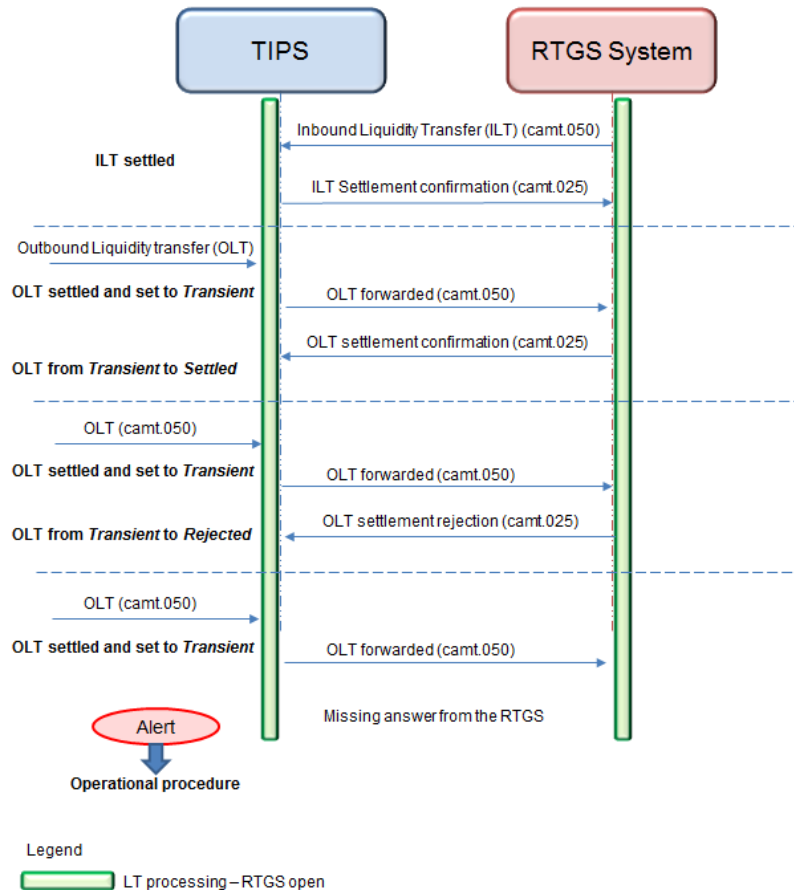 TIPS
RTGS System
Inbound Liquidity Transfer (ILT) (camt.050)
ILT settled
ILT Settlement confirmation (camt.025)
Outbound Liquidity transfer (OLT)
OLT settled and set to Transient
OLT forwarded (camt.050)
OLT settlement confirmation (camt.025)
OLT from Transient to Settled
OLT (camt.050)
OLT settled and set to Transient
OLT forwarded (camt.050)
OLT settlement rejection (camt.025)
OLT from Transient to Rejected
OLT (camt.050)
OLT settled and set to Transient
OLT forwarded (camt.050)
Missing answer from the RTGS
Alert
Operational procedure
Legend
LT processing – RTGS open